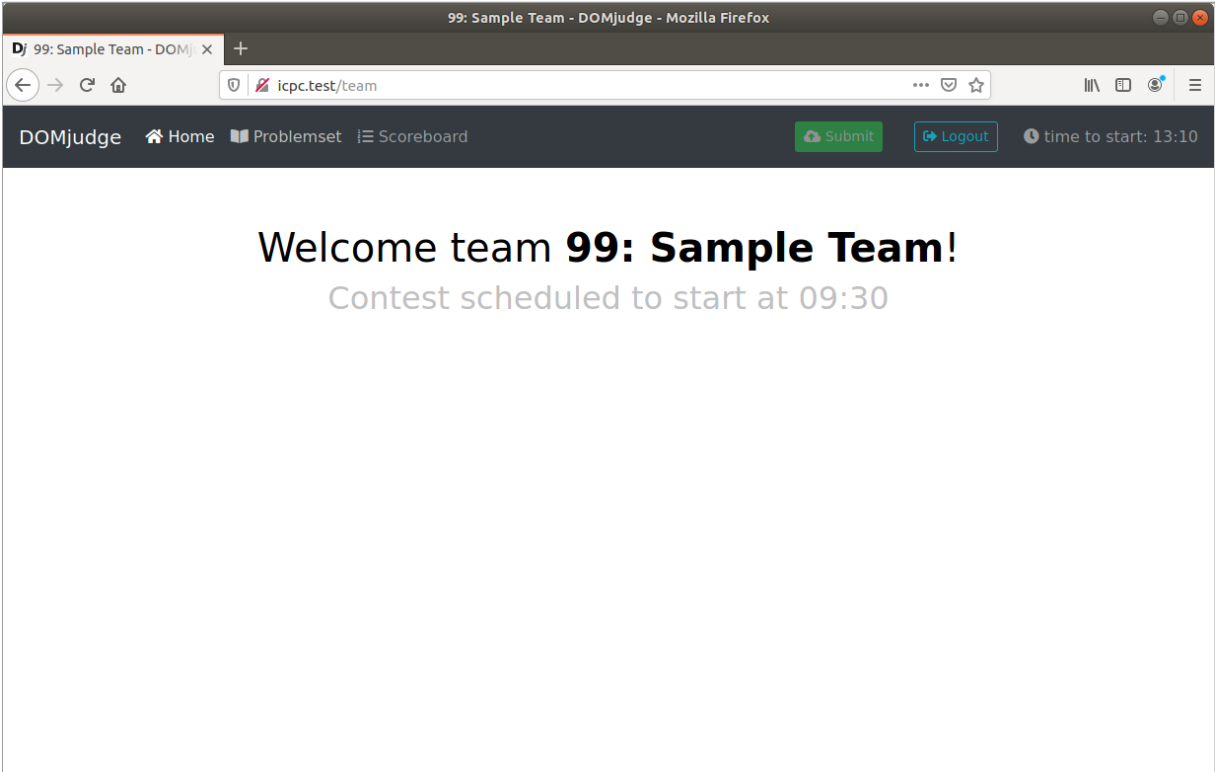 99: Sample Team - DOMjudge - Mozilla Firefox
Dj 99: Sample Team - DOMj
icpc.test/team
DOMjudge Home Problemset Scoreboard Submit Logout time to start: 13:10
Welcome team 99: Sample Team!
Contest scheduled to start at 09:30